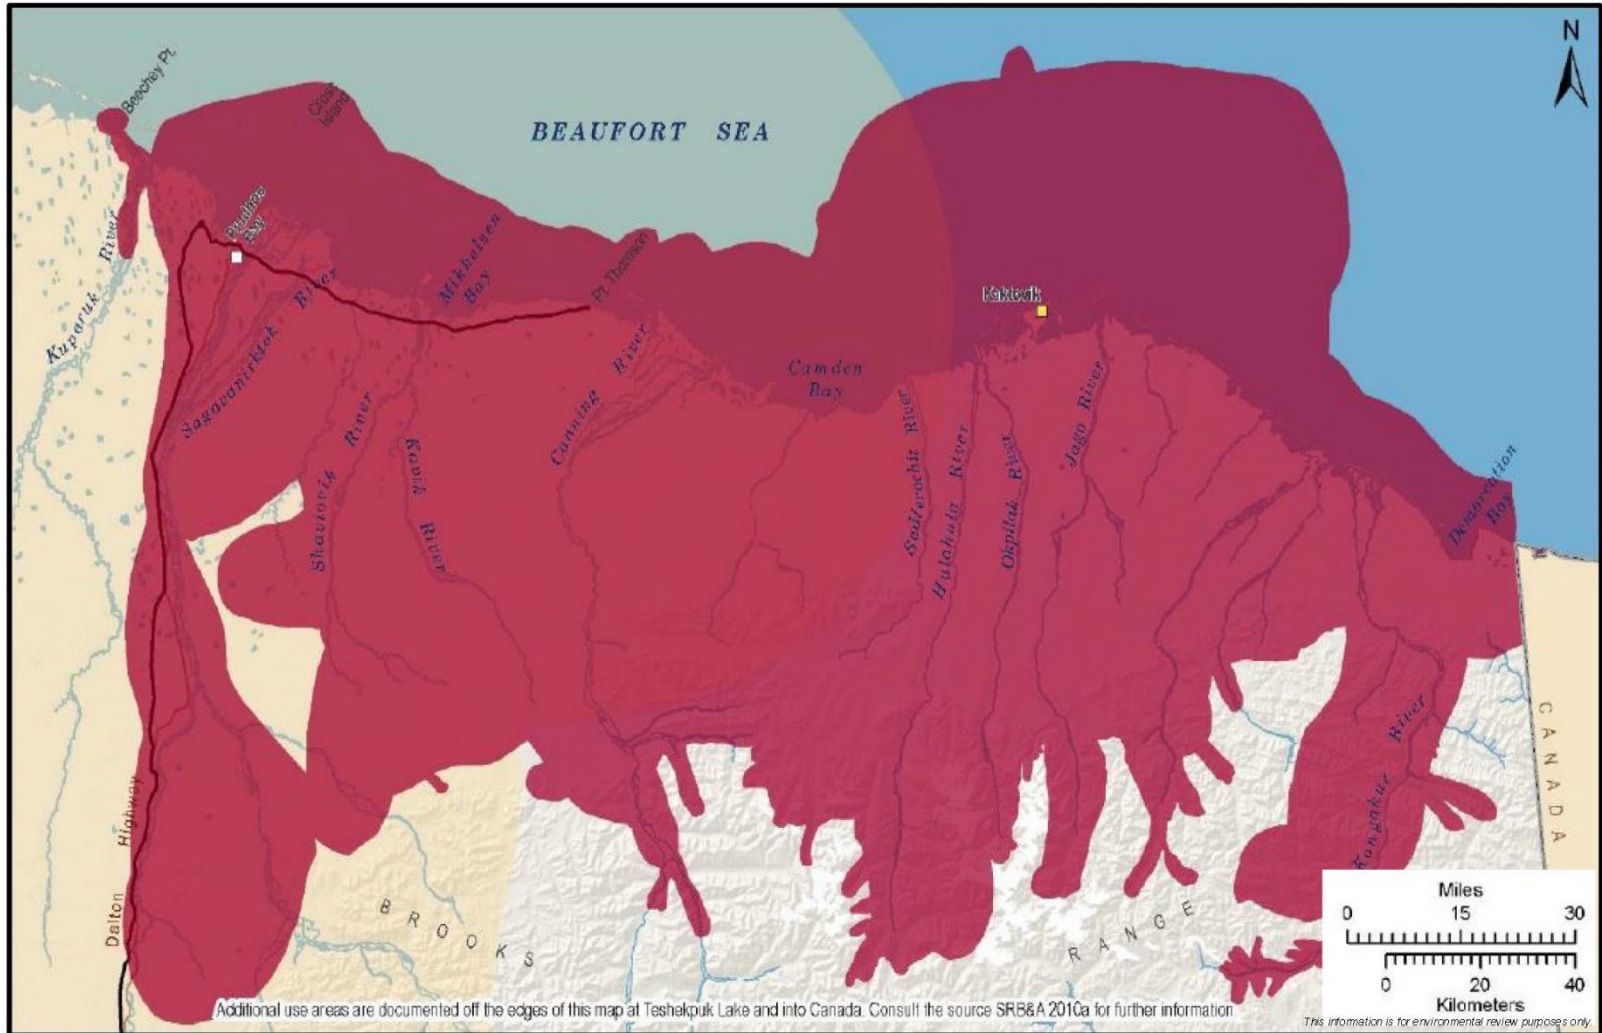 N
Beechey Pt.
Cross
Island
BEAUFORT SEA
Prudhoe
Bay
Kuparuk River
Sagavanirktok River
Mikkelsen
Bay
Pt. Thomson
Kaktovik
Camden
Bay
Shaviovik River
Kavik River
Canning River
Sadlerochit River
Hulahula River
Okpilak River
Jago River
Demarcation
Bay
Kongakut River
CANADA
Dalton Highway
BROOKS RANGE
Miles
0 15 30
0 20 40
Kilometers
Additional use areas are documented off the edges of this map at Teshekpuk Lake and into Canada. Consult the source SRB&A 2010a for further information.
This information is for environmental review purposes only.